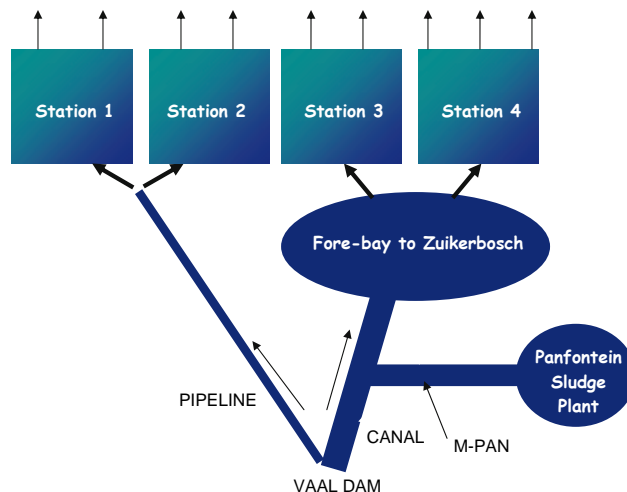 Station 1
Station 2
Station 3
Station 4
Fore-bay to Zuikerbosch
Panfontein
Sludge
Plant
PIPELINE
CANAL
M-PAN
VAAL DAM